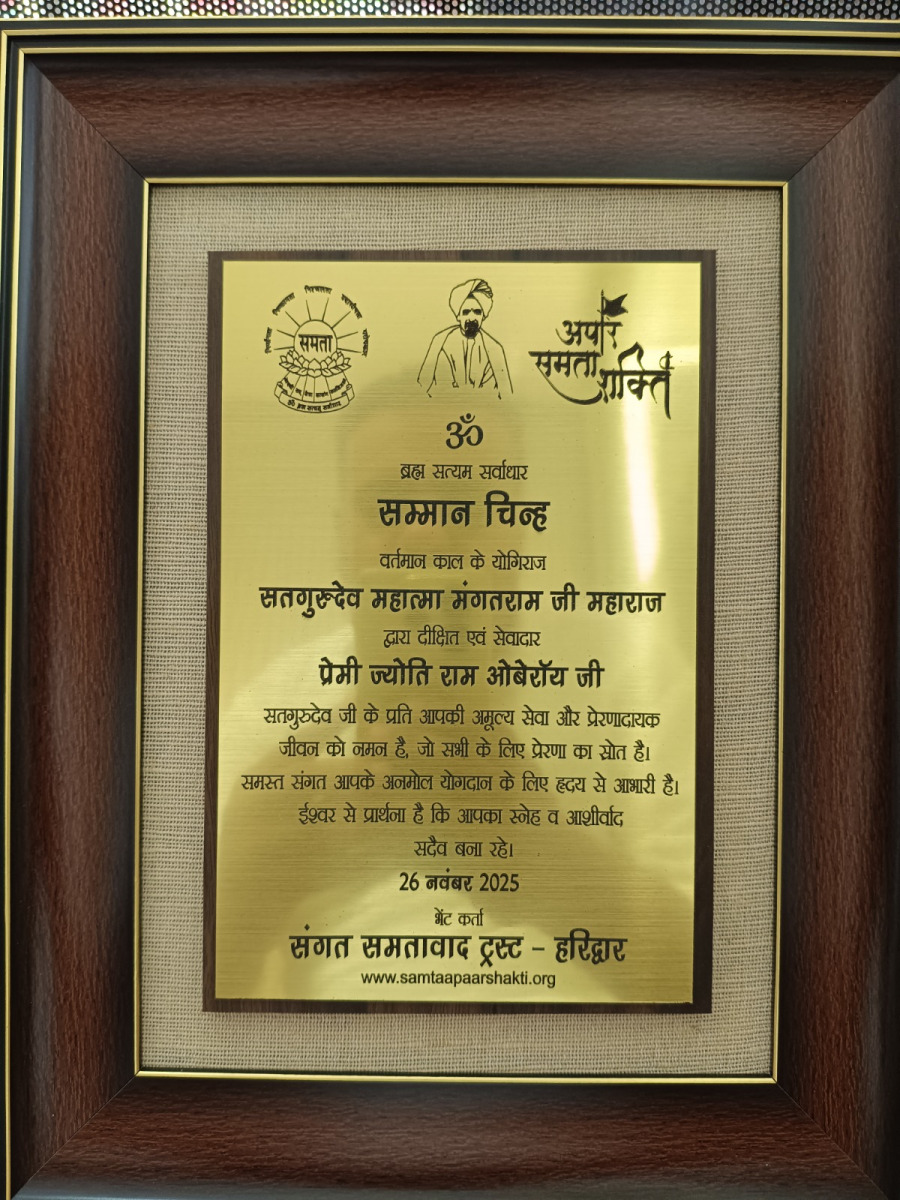 समता
अपार
समता
शक्ति
ॐ
ब्रह्म सत्यम सर्वाधार
सम्मान चिन्ह
वर्तमान काल के योगिराज
सतगुरूदेव महात्मा मंगतराम जी महाराज
द्वारा दीक्षित एवं सेवादार
प्रेमी ज्योति राम ओबेरॉय जी
सतगुरुदेव जी के प्रति आपकी अमूल्य सेवा और प्रेरणादायक
जीवन को नमन है, जो सभी के लिए प्रेरणा का स्रोत है।
समस्त संगत आपके अनमोल योगदान के लिए हृदय से आभारी है।
ईश्वर से प्रार्थना है कि आपका स्नेह व आशीर्वाद
सदैव बना रहे।
26 नवंबर 2025
भेंट कर्ता
संगत समतावाद ट्रस्ट – हरिद्वार
www.samtaapaarshakti.org